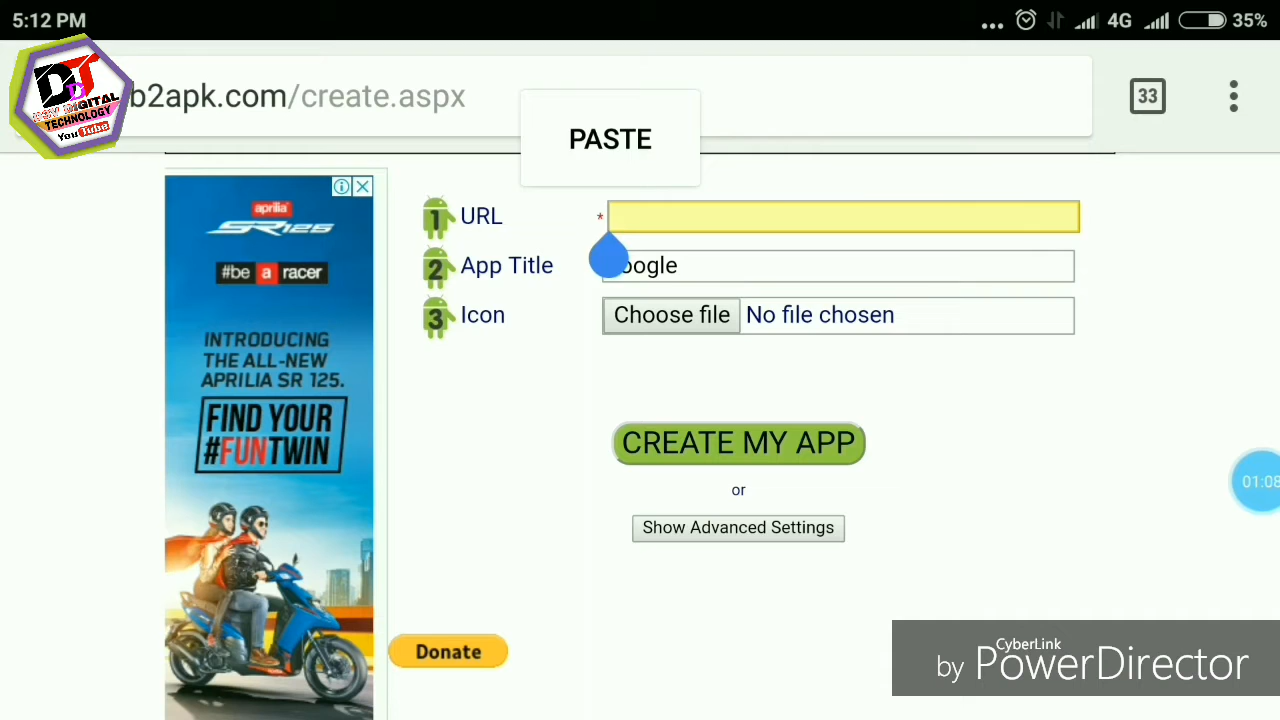 5:12 PM
4G
35%
b2apk.com/create.aspx
33
DT
DIGITAL
TECHNOLOGY
YouTube
PASTE
1 URL *
2 App Title oogle
3 Icon Choose file No file chosen
CREATE MY APP
or
Show Advanced Settings
aprilia
SR125
#be a racer
INTRODUCING
THE ALL-NEW
APRILIA SR 125.
FIND YOUR
#FUNTWIN
Donate
01:08
CyberLink
by PowerDirector